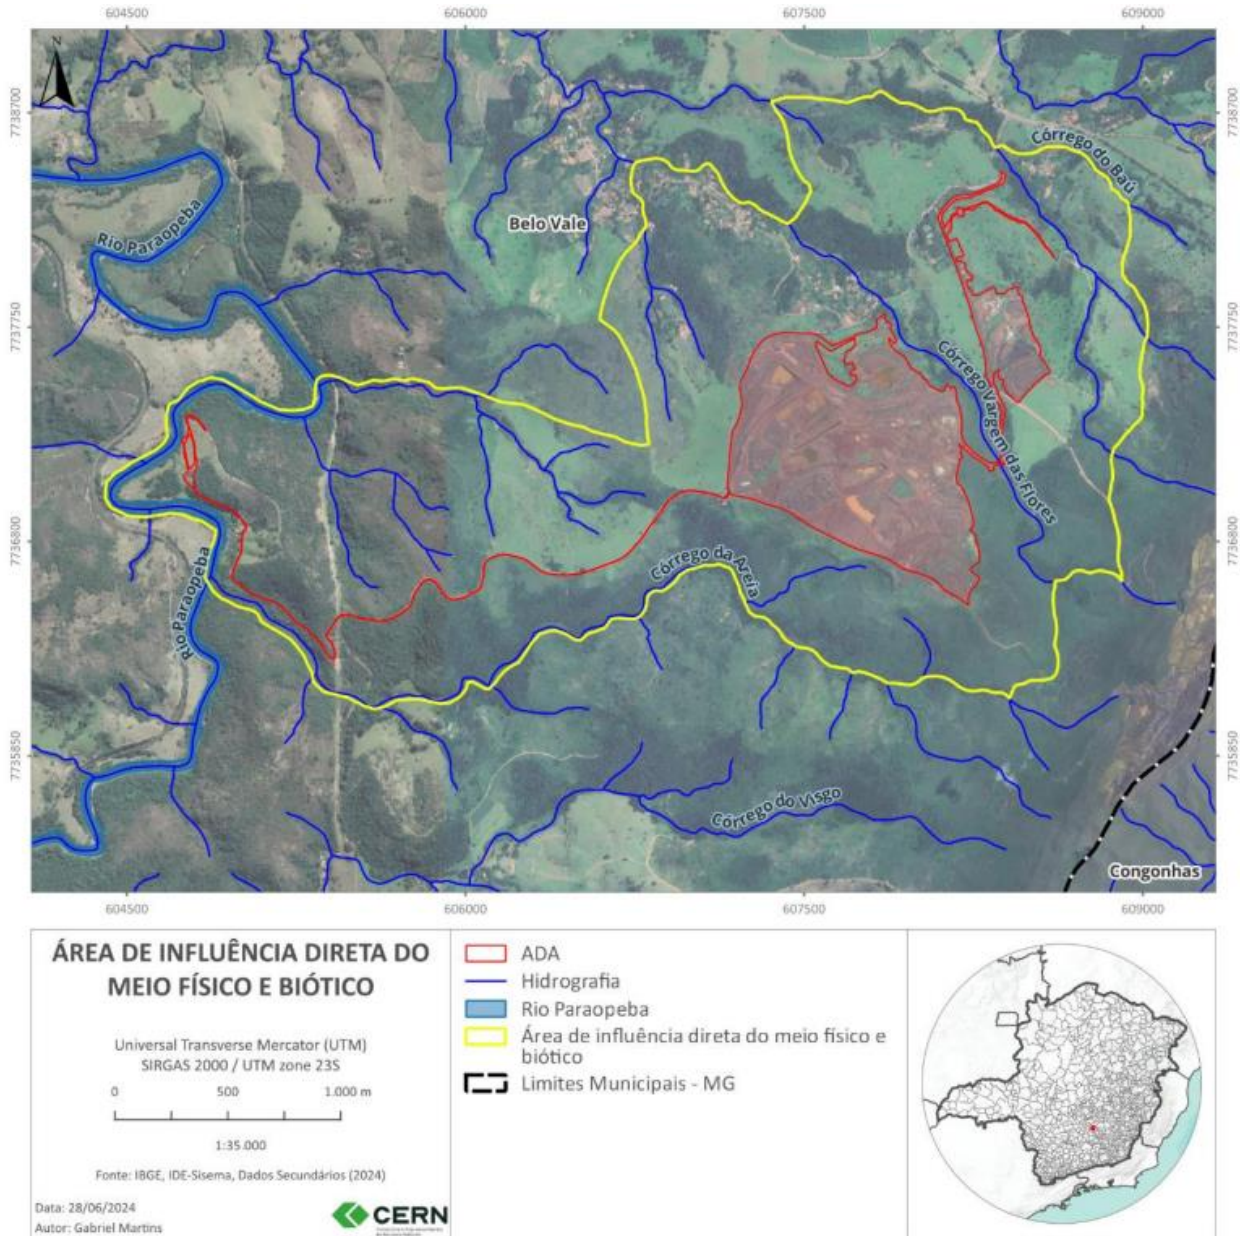 604500 606000 607500 609000
N
7738700 7738700
Córrego do Baú
Rio Paraopeba
Belo Vale
7737750 7737750
Córrego Vargem das Flores
7736800 7736800
Córrego da Areia
Rio Paraopeba
7735850 7735850
Córrego do Visgo
Congonhas
604500 606000 607500 609000
ÁREA DE INFLUÊNCIA DIRETA DO
MEIO FÍSICO E BIÓTICO
Universal Transverse Mercator (UTM)
SIRGAS 2000 / UTM zone 23S
0 500 1.000 m
1:35.000
Fonte: IBGE, IDE-Sisema, Dados Secundários (2024)
Data: 28/06/2024
Autor: Gabriel Martins
CERN
ADA
Hidrografia
Rio Paraopeba
Área de influência direta do meio físico e
biótico
Limites Municipais - MG